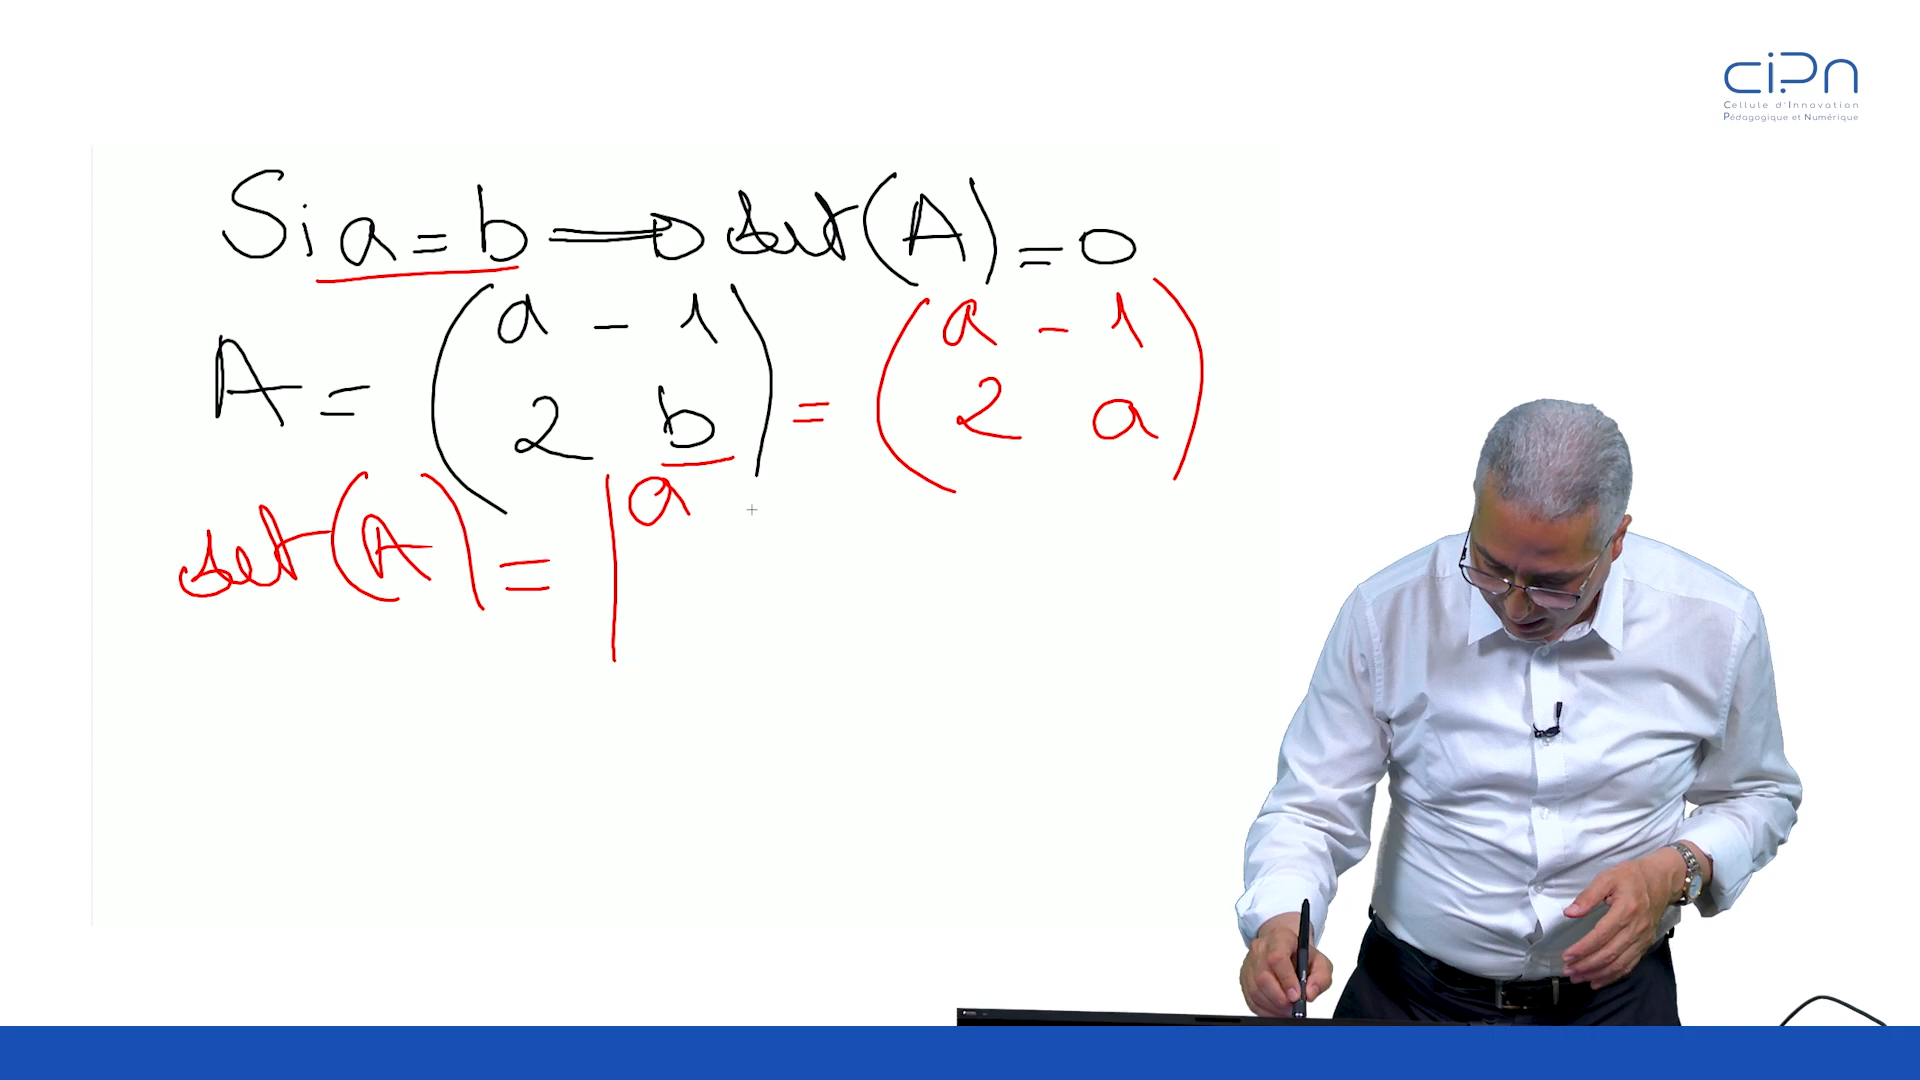 cipn
Cellule d'Innovation
Pédagogique et Numérique
Si a = b ⟹ det(A) = 0
A = ( a - 1 ) = ( a - 1 )
2 b 2 a
det(A) = | a